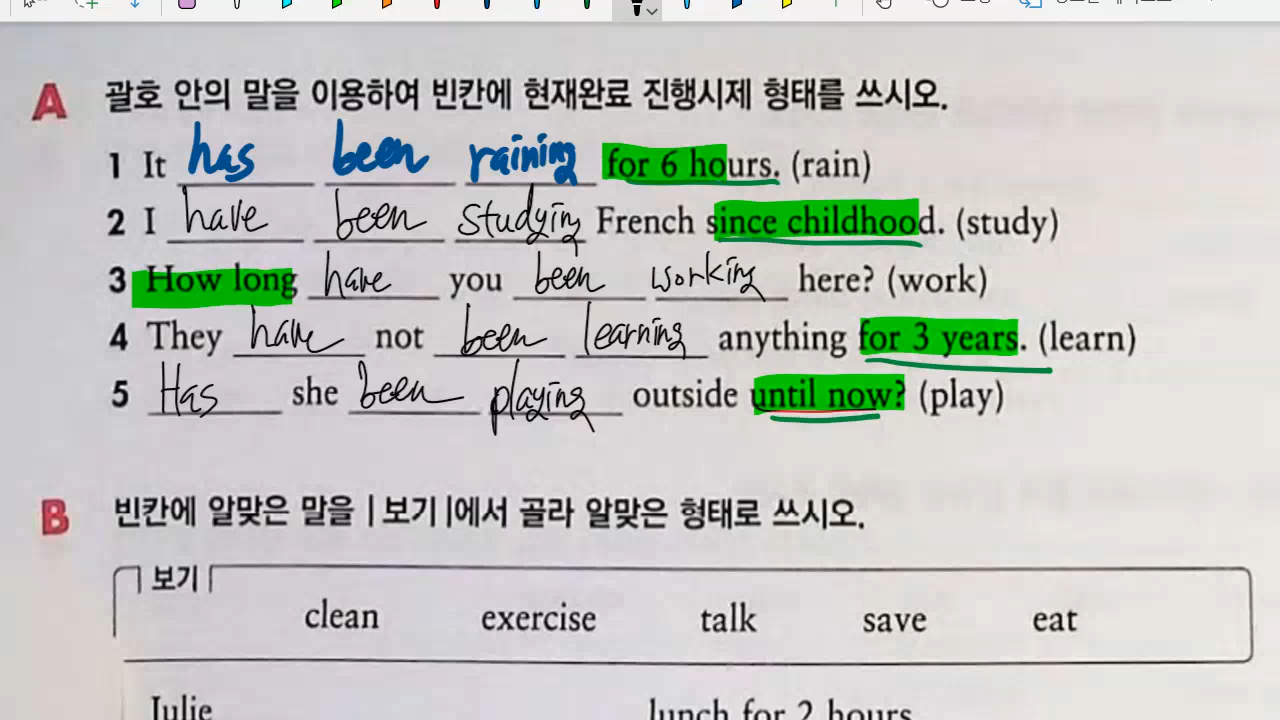 A 괄호 안의 말을 이용하여 빈칸에 현재완료 진행시제 형태를 쓰시오.
1 It has been raining for 6 hours. (rain)
2 I have been studying French since childhood. (study)
3 How long have you been working here? (work)
4 They have not been learning anything for 3 years. (learn)
5 Has she been playing outside until now? (play)
B 빈칸에 알맞은 말을 |보기|에서 골라 알맞은 형태로 쓰시오.
보기
clean exercise talk save eat
Julie lunch for 2 hours